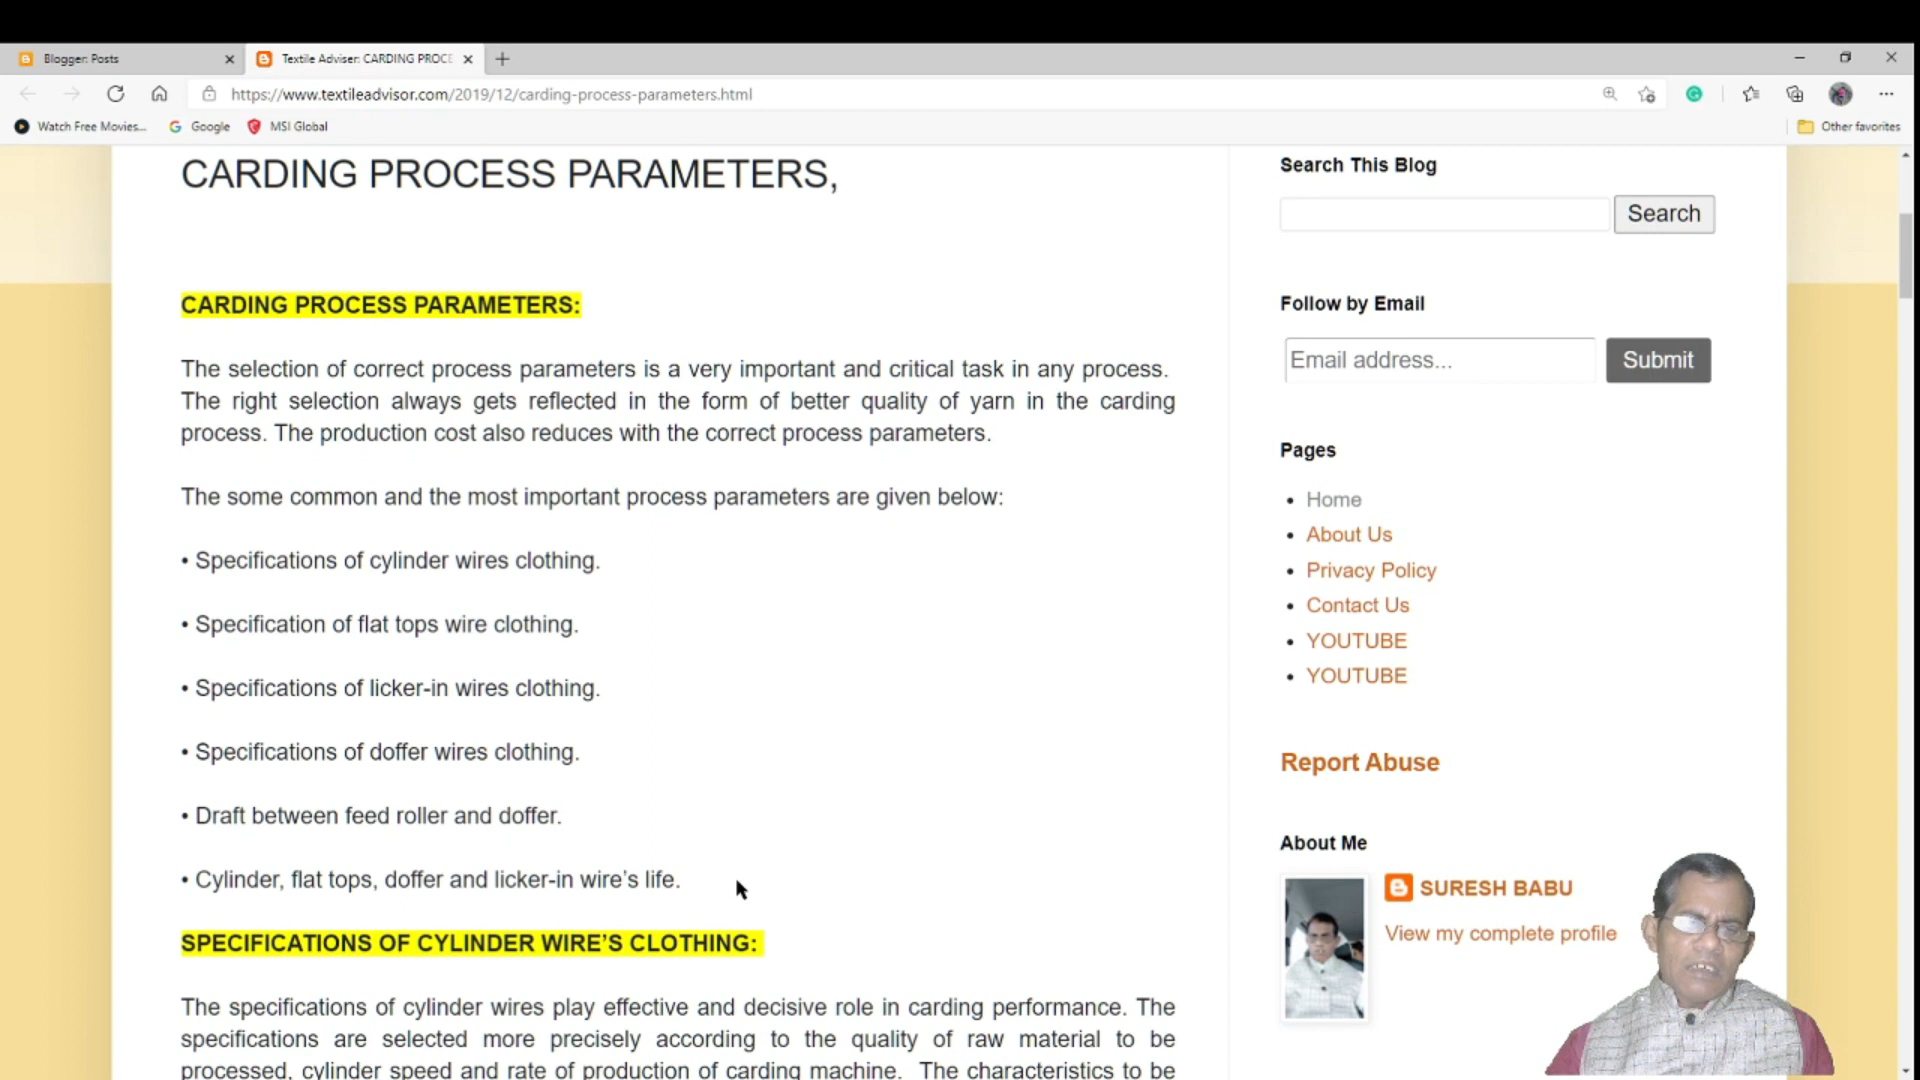 Blogger: Posts
Textile Adviser: CARDING PROCE
https://www.textileadvisor.com/2019/12/carding-process-parameters.html
Watch Free Movies...
Google
MSI Global
Other favorites
CARDING PROCESS PARAMETERS,
CARDING PROCESS PARAMETERS:
The selection of correct process parameters is a very important and critical task in any process.
The right selection always gets reflected in the form of better quality of yarn in the carding
process. The production cost also reduces with the correct process parameters.
The some common and the most important process parameters are given below:
• Specifications of cylinder wires clothing.
• Specification of flat tops wire clothing.
• Specifications of licker-in wires clothing.
• Specifications of doffer wires clothing.
• Draft between feed roller and doffer.
• Cylinder, flat tops, doffer and licker-in wire’s life.
SPECIFICATIONS OF CYLINDER WIRE’S CLOTHING:
The specifications of cylinder wires play effective and decisive role in carding performance. The
specifications are selected more precisely according to the quality of raw material to be
processed, cylinder speed and rate of production of carding machine. The characteristics to be
Search This Blog
Search
Follow by Email
Email address...
Submit
Pages
• Home
• About Us
• Privacy Policy
• Contact Us
• YOUTUBE
• YOUTUBE
Report Abuse
About Me
SURESH BABU
View my complete profile